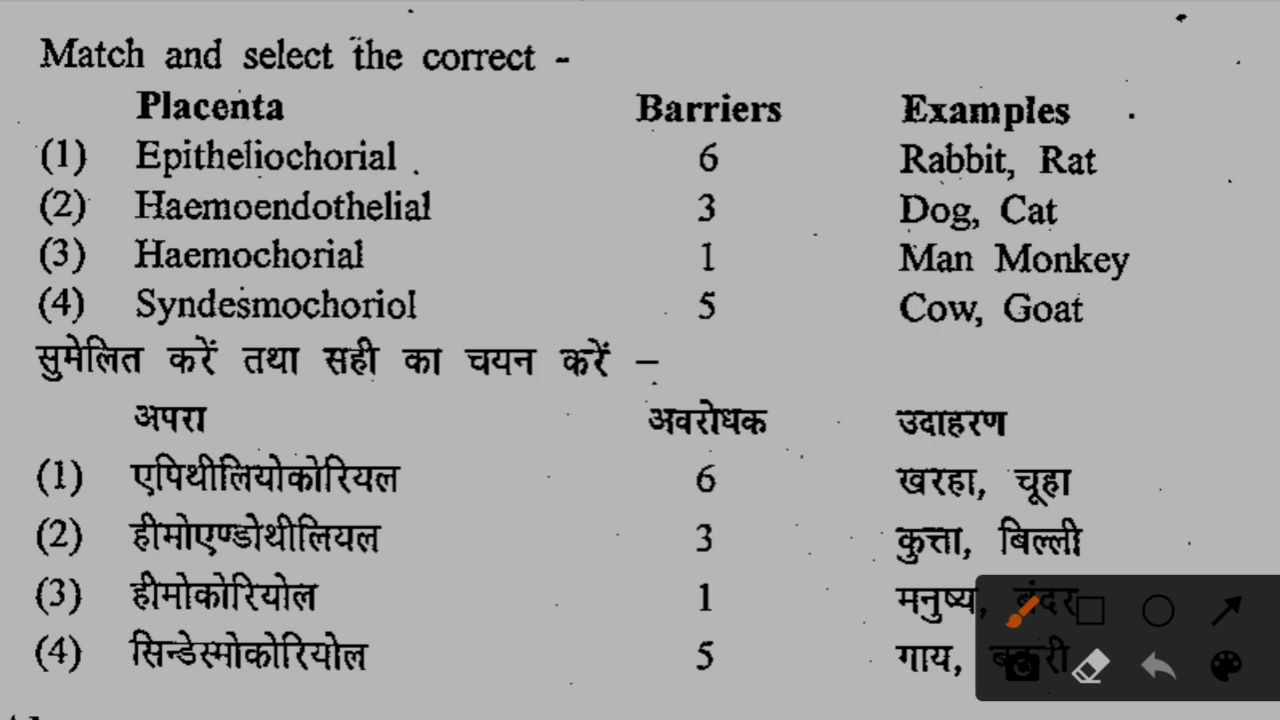 Match and select the correct -
Placenta Barriers Examples
(1) Epitheliochorial 6 Rabbit, Rat
(2) Haemoendothelial 3 Dog, Cat
(3) Haemochorial 1 Man Monkey
(4) Syndesmochoriol 5 Cow, Goat
सुमेलित करें तथा सही का चयन करें –
अपरा अवरोधक उदाहरण
(1) एपिथीलियोकोरियल 6 खरहा, चूहा
(2) हीमोएण्डोथीलियल 3 कुत्ता, बिल्ली
(3) हीमोकोरियोल 1 मनुष्य, बंदर
(4) सिन्डेस्मोकोरियोल 5 गाय, बकरी